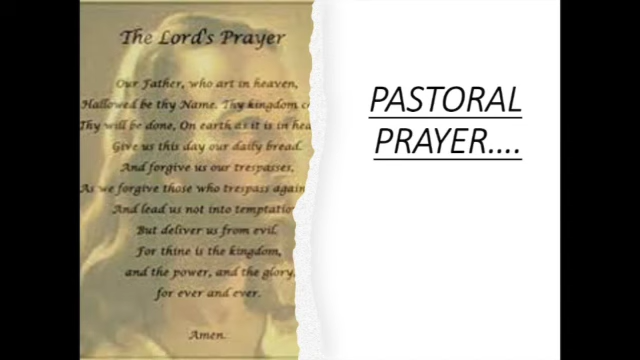 The Lord's Prayer
Our Father, who art in heaven,
Hallowed be thy Name. Thy kingdom
Thy will be done, On earth as it is in
Give us this day our daily bread.
And forgive us our trespasses,
As we forgive those who trespass
And lead us not into
But deliver us from evil.
For thine is the kingdom,
and the power, and the glory,
for ever and ever.
Amen.
PASTORAL
PRAYER....